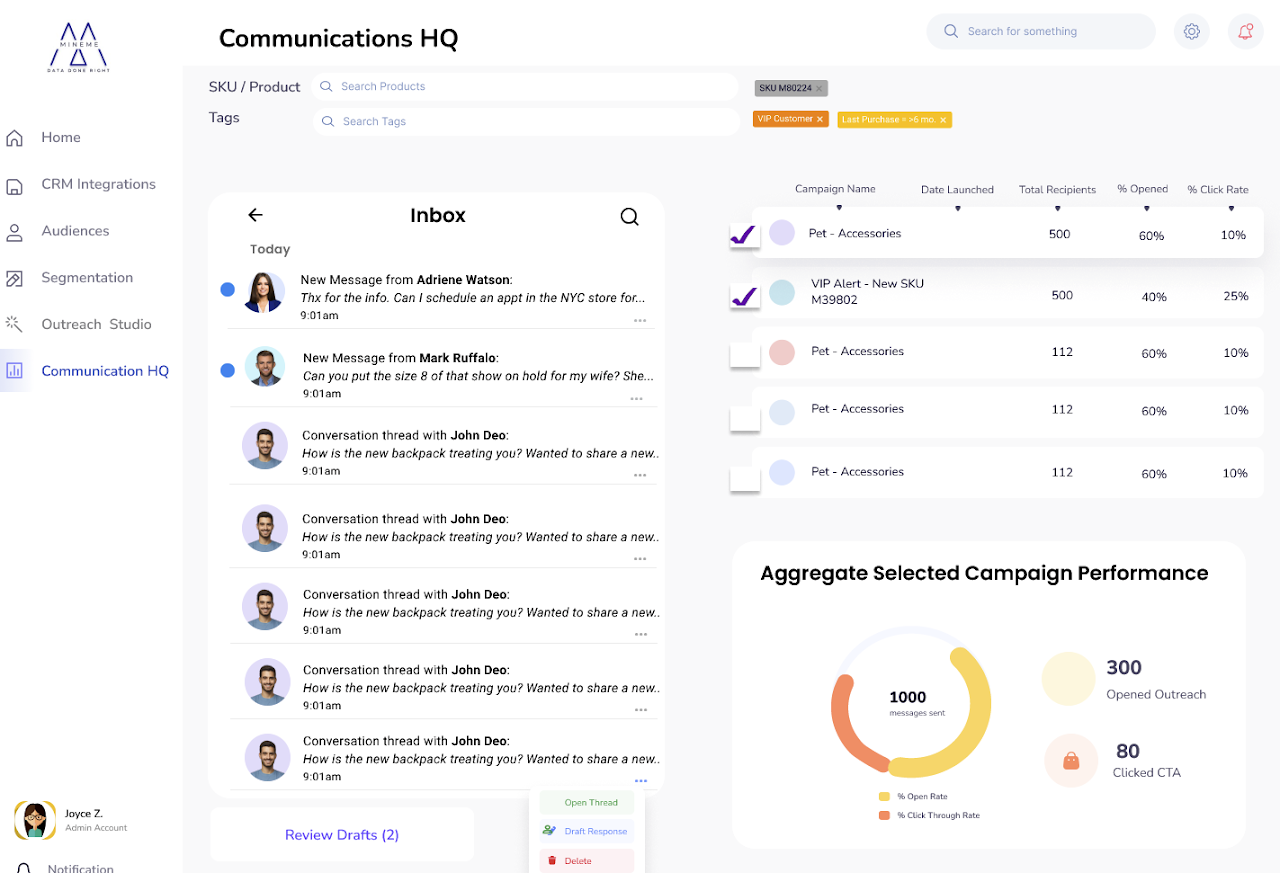 MINEME
DATA DONE RIGHT
Communications HQ
Search for something
Home
CRM Integrations
Audiences
Segmentation
Outreach Studio
Communication HQ
Joyce Z.
Admin Account
Notification
SKU / Product
Search Products
SKU M80224 ×
Tags
Search Tags
VIP Customer ×
Last Purchase = >6 mo. ×
Inbox
Today
New Message from Adriene Watson:
Thx for the info. Can I schedule an appt in the NYC store for...
9:01am
...
New Message from Mark Ruffalo:
Can you put the size 8 of that show on hold for my wife? She...
9:01am
...
Conversation thread with John Deo:
How is the new backpack treating you? Wanted to share a new..
9:01am
...
Conversation thread with John Deo:
How is the new backpack treating you? Wanted to share a new..
9:01am
...
Conversation thread with John Deo:
How is the new backpack treating you? Wanted to share a new..
9:01am
...
Conversation thread with John Deo:
How is the new backpack treating you? Wanted to share a new..
9:01am
...
Conversation thread with John Deo:
How is the new backpack treating you? Wanted to share a new..
9:01am
...
Open Thread
Draft Response
Delete
Review Drafts (2)
Campaign Name Date Launched Total Recipients % Opened % Click Rate
Pet - Accessories 500 60% 10%
VIP Alert - New SKU
M39802 500 40% 25%
Pet - Accessories 112 60% 10%
Pet - Accessories 112 60% 10%
Pet - Accessories 112 60% 10%
Aggregate Selected Campaign Performance
1000
messages sent
% Open Rate
% Click Through Rate
300
Opened Outreach
80
Clicked CTA